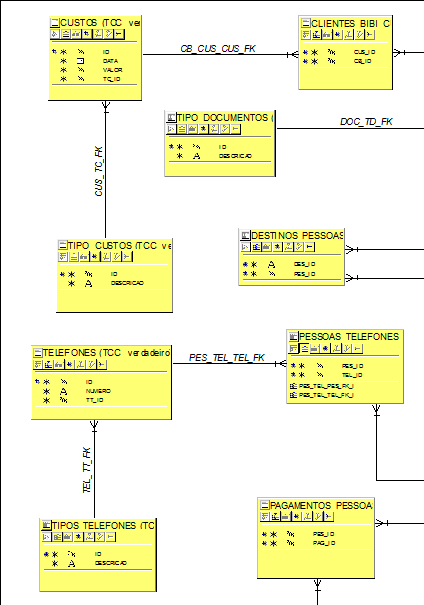 CUSTOS (TCC ve
ID
DATA
VALOR
TC_ID
CB_CUS_CUS_FK
CLIENTES BIBI C
CUS_ID
CB_ID
TIPO DOCUMENTOS (
ID
DESCRICAO
DOC_TD_FK
CUS_TC_FK
TIPO CUSTOS (TCC ve
ID
DESCRICAO
DESTINOS PESSOAS
DES_ID
PES_ID
TELEFONES (TCC verdadeiro)
ID
NUMERO
TT_ID
PES_TEL_TEL_FK
PESSOAS TELEFONES
PES_ID
TEL_ID
PES_TEL_PES_FK_I
PES_TEL_PES_FK_I
TEL_TT_FK
TIPOS TELEFONES (TC
ID
DESCRICAO
PAGAMENTOS PESSOA
PES_ID
PAG_ID